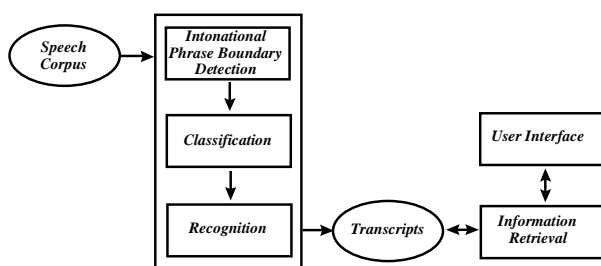 Speech
Corpus
Intonational
Phrase Boundary
Detection
Classification
Recognition
Transcripts
User Interface
Information
Retrieval